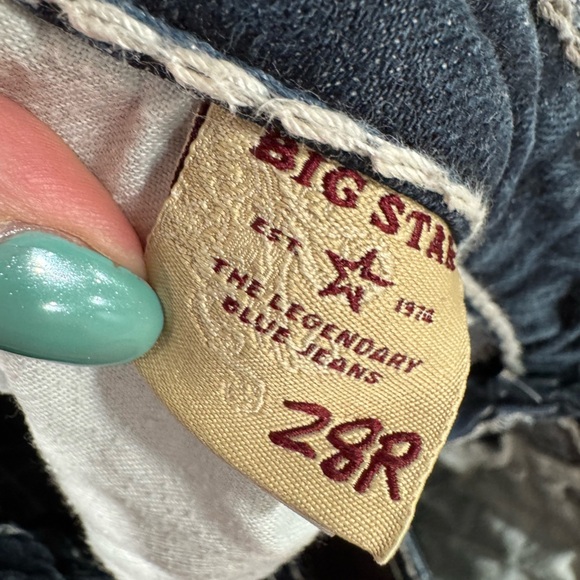 BIG STAR
EST. 1974
THE LEGENDARY
BLUE JEANS
28R